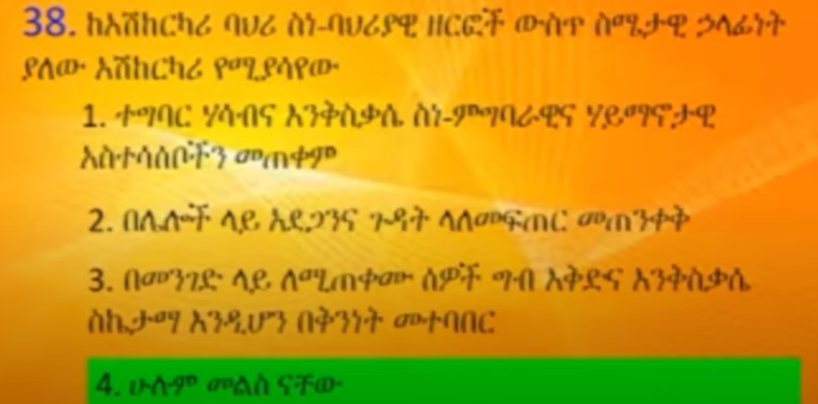 38. ከአሽከርካሪ ባህሪ ስነ-ባህሪያዊ ዘርፎች ውስጥ ስሜታዊ ኃላፊነት
ያለው አሽከርካሪ የሚያሳየው
1. ተግባር ሃሳብና እንቅስቃሴ ስነ-ምግባራዊና ሃይማኖታዊ
አስተሳሰቦችን መጠቀም
2. በሌሎች ላይ አደጋንና ጉዳት ላለመፍጠር መጠንቀቅ
3. በመንገድ ላይ ለሚጠቀሙ ሰዎች ግብ እቅድና እንቅስቃሴ
ስኬታማ እንዲሆን በቅንነት መተባበር
4. ሁሉም መልስ ናቸው